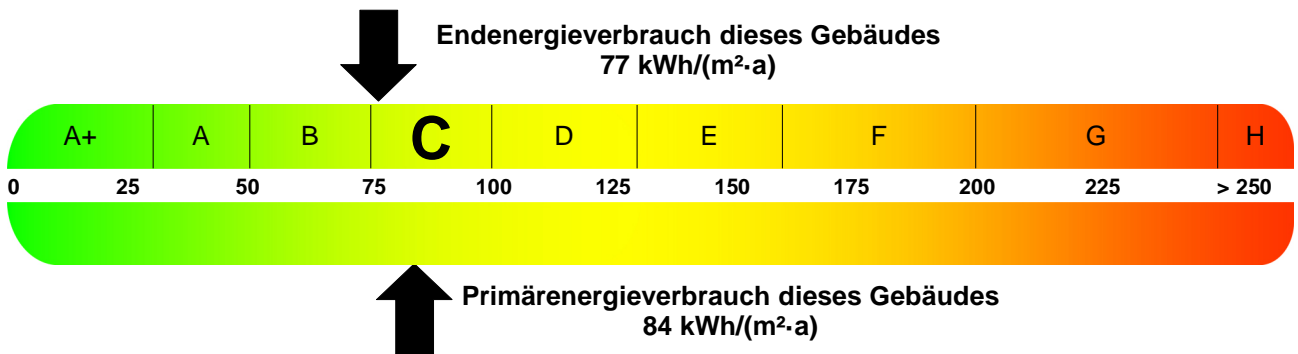 Endenergieverbrauch dieses Gebäudes
77 kWh/(m²·a)
A+ A B C D E F G H
0 25 50 75 100 125 150 175 200 225 > 250
Primärenergieverbrauch dieses Gebäudes
84 kWh/(m²·a)